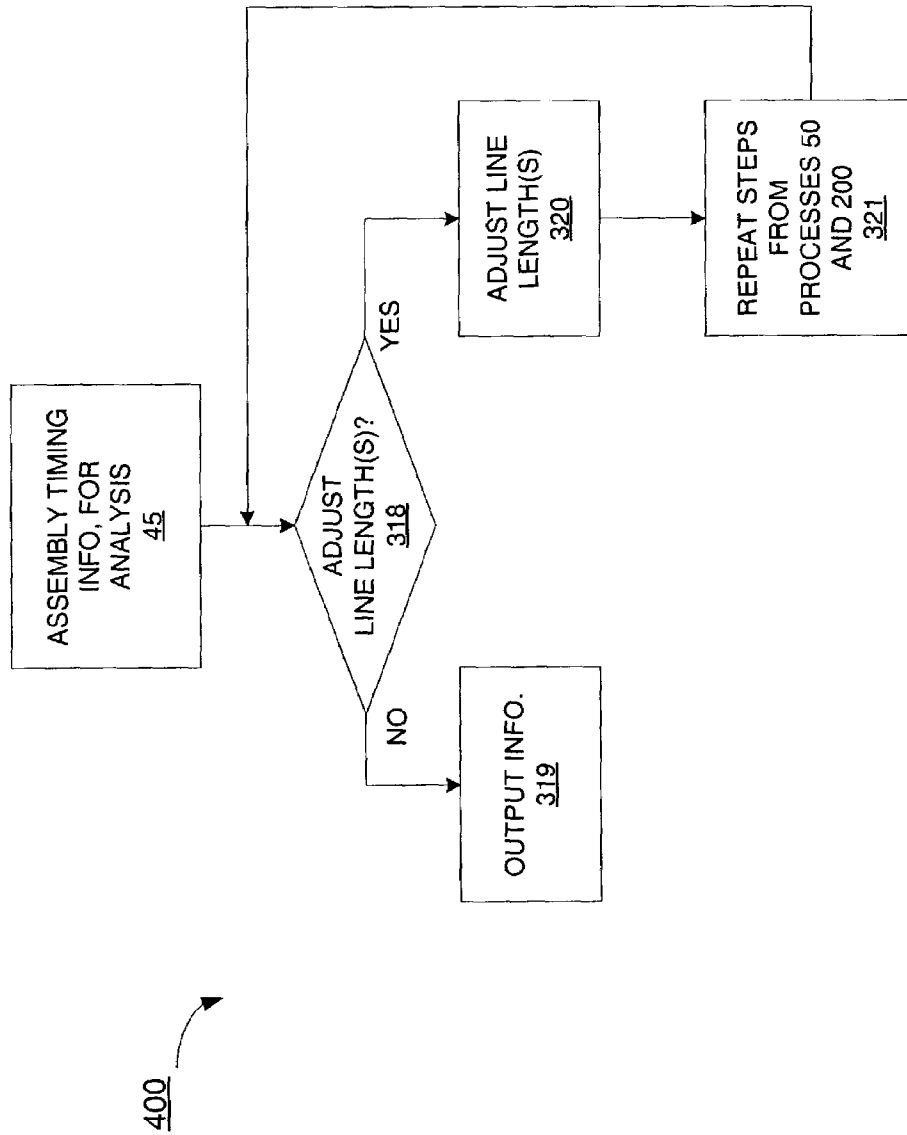 400
ASSEMBLY TIMING
INFO, FOR
ANALYSIS
45
ADJUST
LINE LENGTH(S)?
318
NO
YES
OUTPUT INFO.
319
ADJUST LINE
LENGTH(S)
320
REPEAT STEPS
FROM
PROCESSES 50
AND 200
321